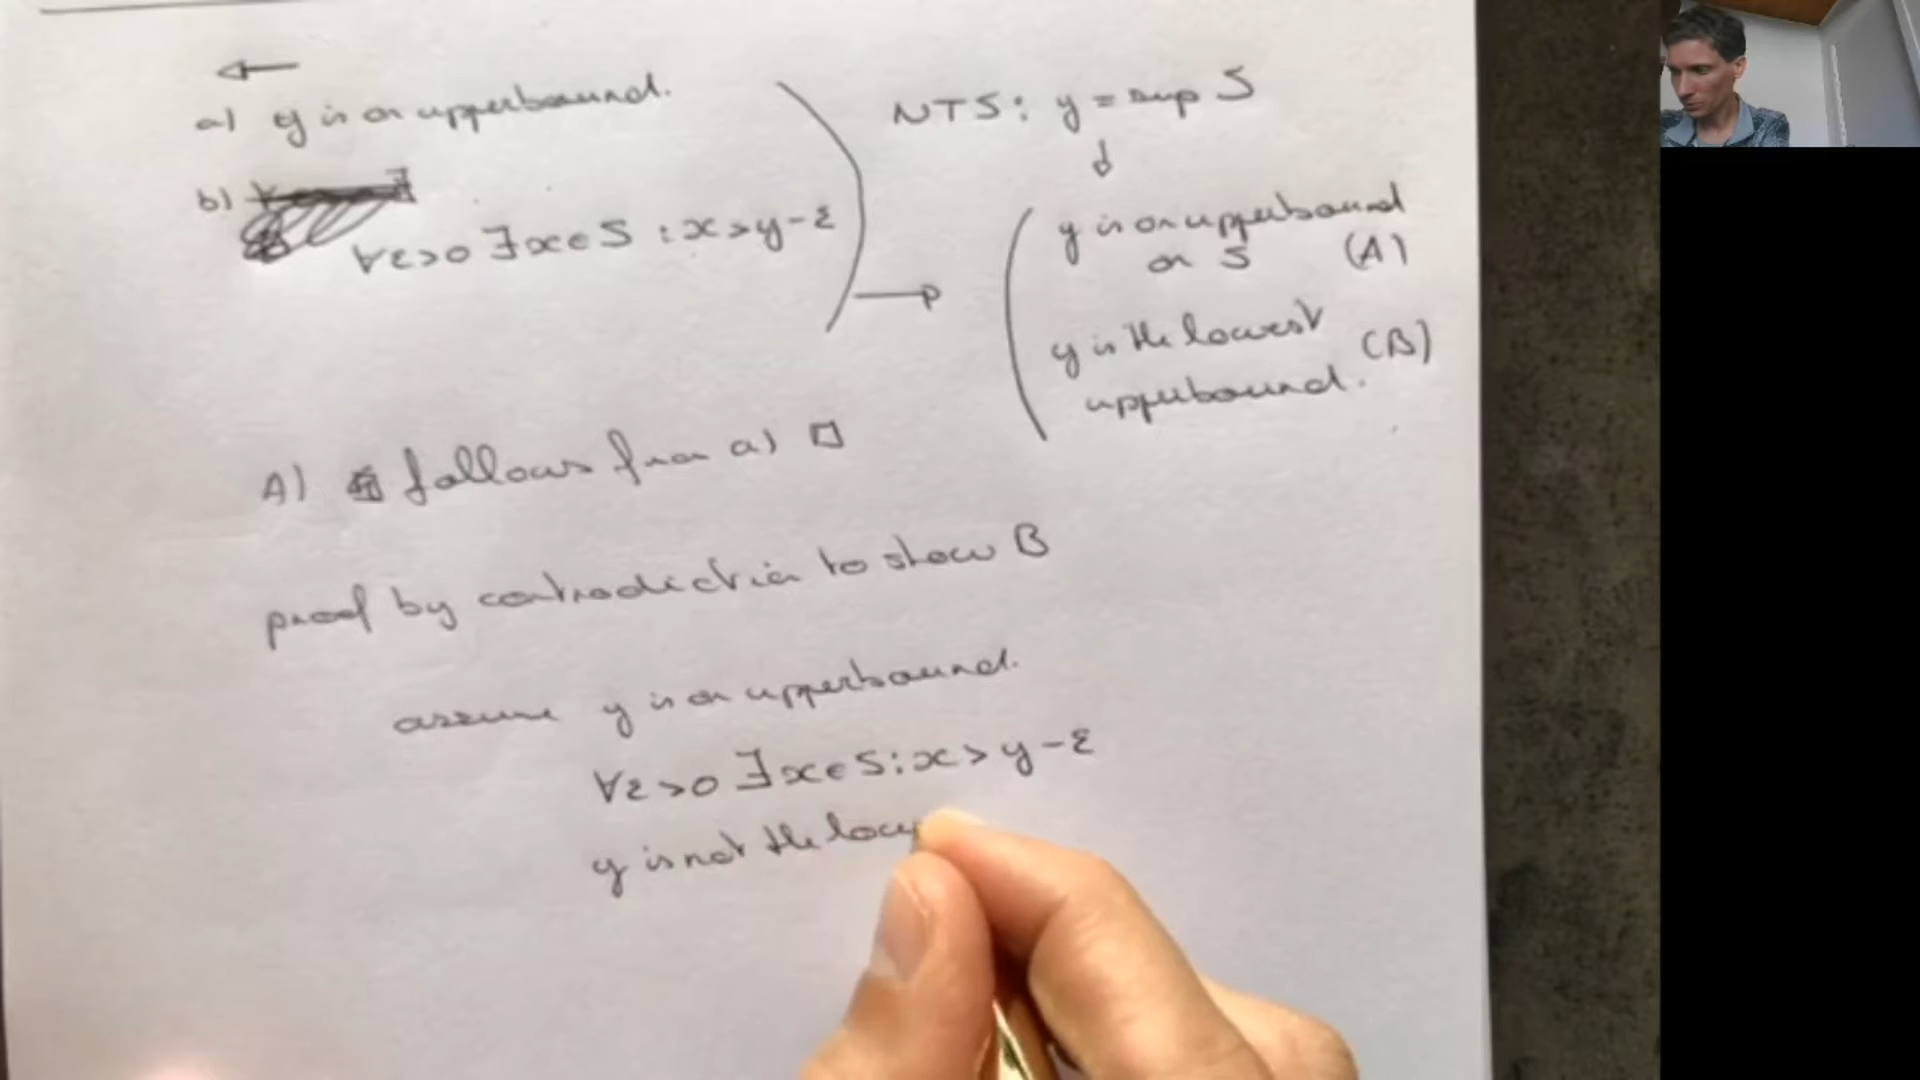 ←
a) y is an upperbound.
b)
∀ε>0 ∃x∈S : x>y-ε
→
NTS: y = sup S
↓
y is an upperbound
on S (A)
y is the lowest
upperbound. (B)
A) follows from a) □
proof by contradiction to show B
assume y is an upperbound.
∀ε>0 ∃x∈S: x>y-ε
y is not the low